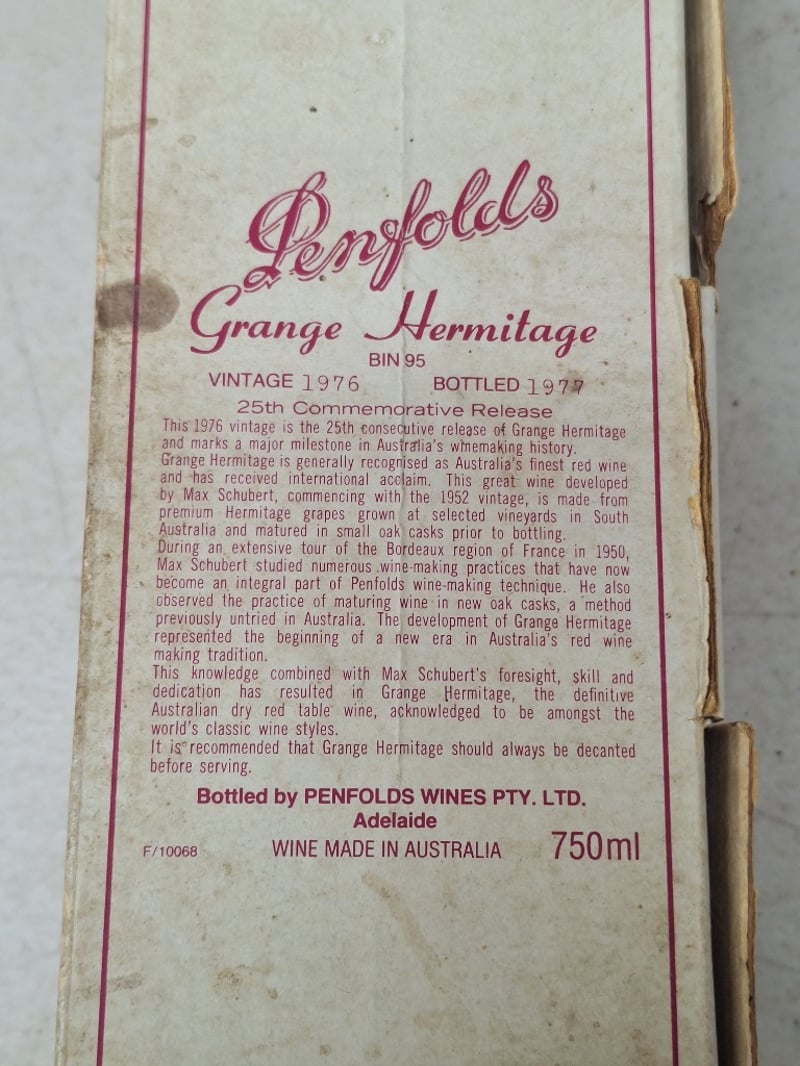 Penfolds
Grange Hermitage
BIN 95
VINTAGE 1976 BOTTLED 1977
25th Commemorative Release
This 1976 vintage is the 25th consecutive release of Grange Hermitage
and marks a major milestone in Australia's winemaking history.
Grange Hermitage is generally recognised as Australia's finest red wine
and has received international acclaim. This great wine developed
by Max Schubert, commencing with the 1952 vintage, is made from
premium Hermitage grapes grown at selected vineyards in South
Australia and matured in small oak casks prior to bottling.
During an extensive tour of the Bordeaux region of France in 1950,
Max Schubert studied numerous wine-making practices that have now
become an integral part of Penfolds wine-making technique. He also
observed the practice of maturing wine in new oak casks, a method
previously untried in Australia. The development of Grange Hermitage
represented the beginning of a new era in Australia's red wine
making tradition.
This knowledge combined with Max Schubert's foresight, skill and
dedication has resulted in Grange Hermitage, the definitive
Australian dry red table wine, acknowledged to be amongst the
world's classic wine styles.
It is recommended that Grange Hermitage should always be decanted
before serving.
Bottled by PENFOLDS WINES PTY. LTD.
Adelaide
F/10068 WINE MADE IN AUSTRALIA 750ml